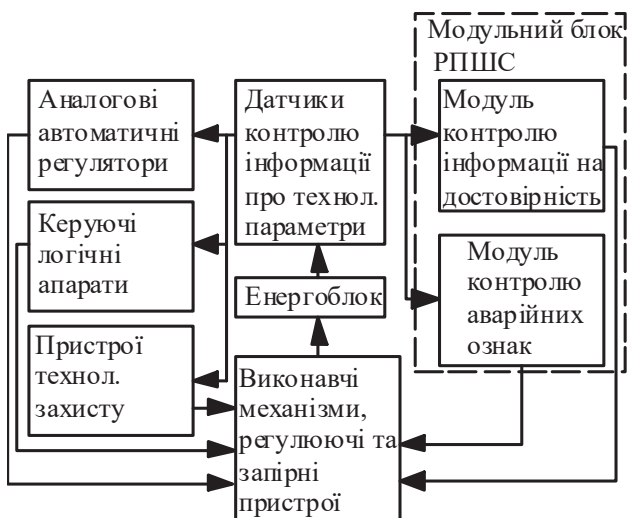 Модульний блок
РПШС
Аналогові
автоматичні
регулятори
Датчики
контролю
інформації
про технол.
параметри
Модуль
контролю
інформації на
достовірність
Керуючі
логічні
апарати
Енергоблок
Модуль
контролю
аварійних
ознак
Пристрої
технол.
захисту
Виконавчі
механізми,
регулюючі та
запірні
пристрої